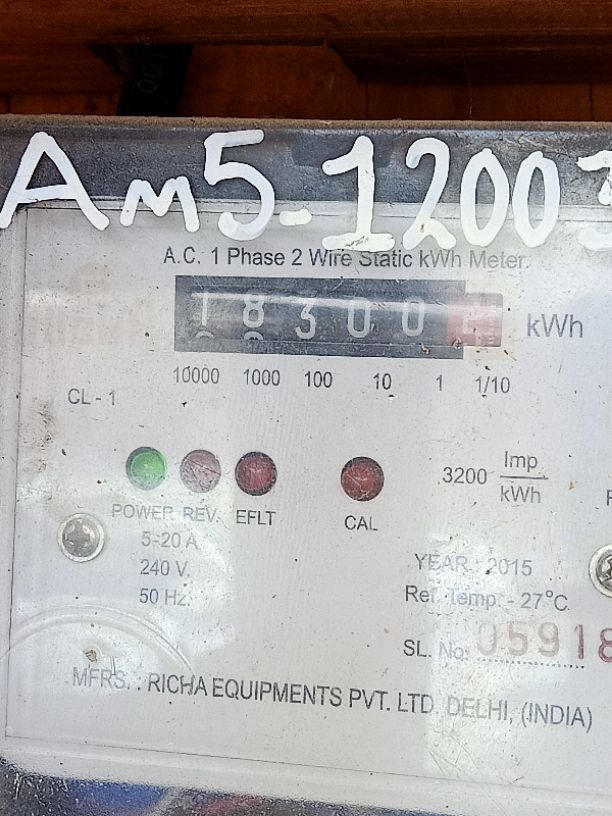 Am5-12003
A.C. 1 Phase 2 Wire Static kWh Meter.
18300 kWh
10000 1000 100 10 1 1/10
CL - 1
3200 Imp/kWh
POWER REV. EFLT CAL
5-20 A
240 V.
50 Hz.
YEAR : 2015
Ref. Temp. - 27°C
SL. No. 05918
MFRS. : RICHA EQUIPMENTS PVT. LTD. DELHI, (INDIA)